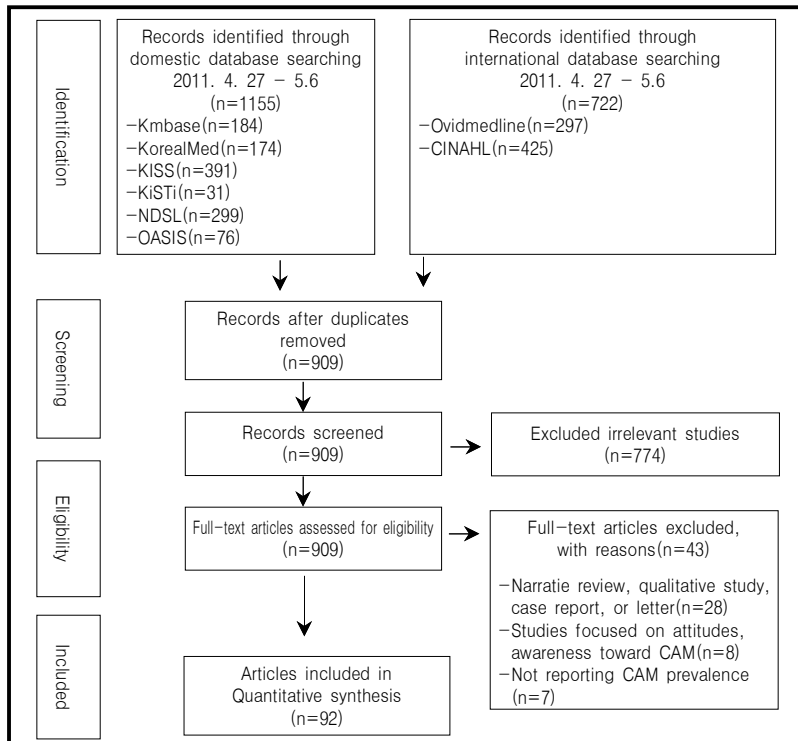 Identification
Records identified through
domestic database searching
2011. 4. 27 - 5.6
(n=1155)
-Kmbase(n=184)
-KorealMed(n=174)
-KISS(n=391)
-KiSTi(n=31)
-NDSL(n=299)
-OASIS(n=76)
Records identified through
international database searching
2011. 4. 27 - 5.6
(n=722)
-Ovidmedline(n=297)
-CINAHL(n=425)
Screening
Records after duplicates
removed
(n=909)
Records screened
(n=909)
Excluded irrelevant studies
(n=774)
Eligibility
Full-text articles assessed for eligibility
(n=909)
Full-text articles excluded,
with reasons(n=43)
-Narratie review, qualitative study,
case report, or letter(n=28)
-Studies focused on attitudes,
awareness toward CAM(n=8)
-Not reporting CAM prevalence
(n=7)
Included
Articles included in
Quantitative synthesis
(n=92)